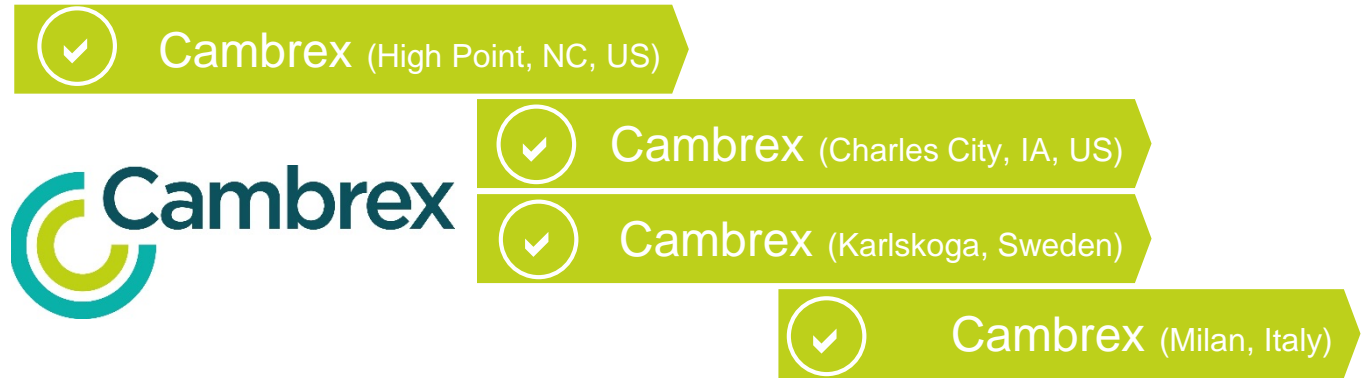 Cambrex (High Point, NC, US)
Cambrex (Charles City, IA, US)
Cambrex
Cambrex (Karlskoga, Sweden)
Cambrex (Milan, Italy)